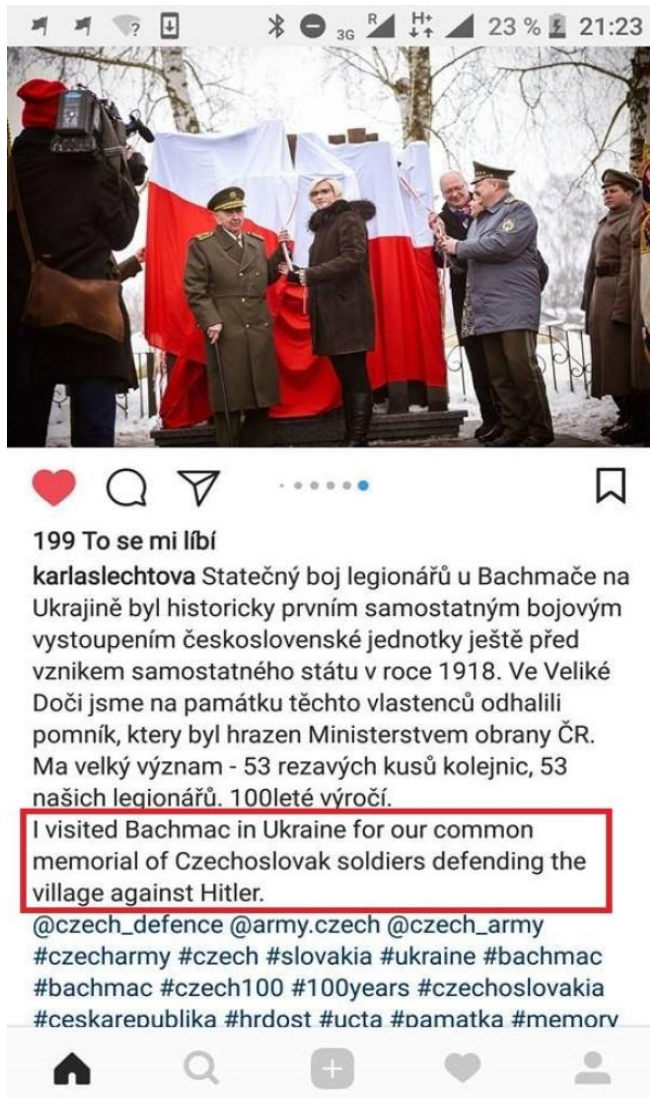 ? 3G R H+ 23 % 21:23
199 To se mi líbí
karlaslechtova Statečný boj legionářů u Bachmače na
Ukrajině byl historicky prvním samostatným bojovým
vystoupením československé jednotky ještě před
vznikem samostatného státu v roce 1918. Ve Veliké
Doči jsme na památku těchto vlastenců odhalili
pomník, ktery byl hrazen Ministerstvem obrany ČR.
Ma velký význam - 53 rezavých kusů kolejnic, 53
našich legionářů. 100leté výročí.
I visited Bachmac in Ukraine for our common
memorial of Czechoslovak soldiers defending the
village against Hitler.
@czech_defence @army.czech @czech_army
#czecharmy #czech #slovakia #ukraine #bachmac
#bachmac #czech100 #100years #czechoslovakia
#ceskarepublika #hrdost #ucta #pamatka #memory